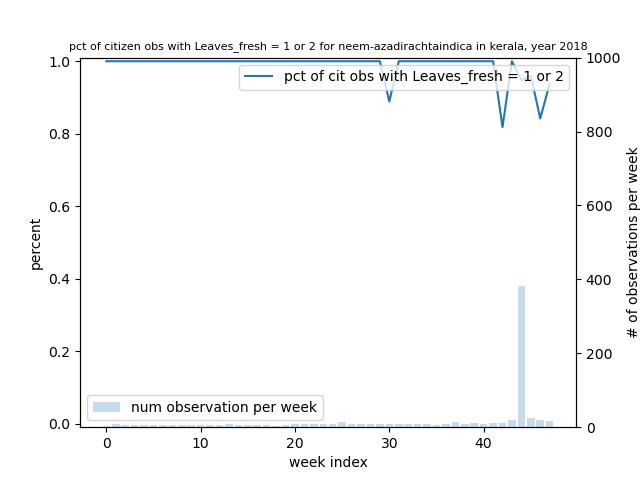 pct of citizen obs with Leaves_fresh = 1 or 2 for neem-azadirachtaindica in kerala, year 2018
pct of cit obs with Leaves_fresh = 1 or 2
1.0
0.8
0.6
0.4
0.2
0.0
percent
1000
800
600
400
200
0
# of observations per week
num observation per week
0
10
20
30
40
week index